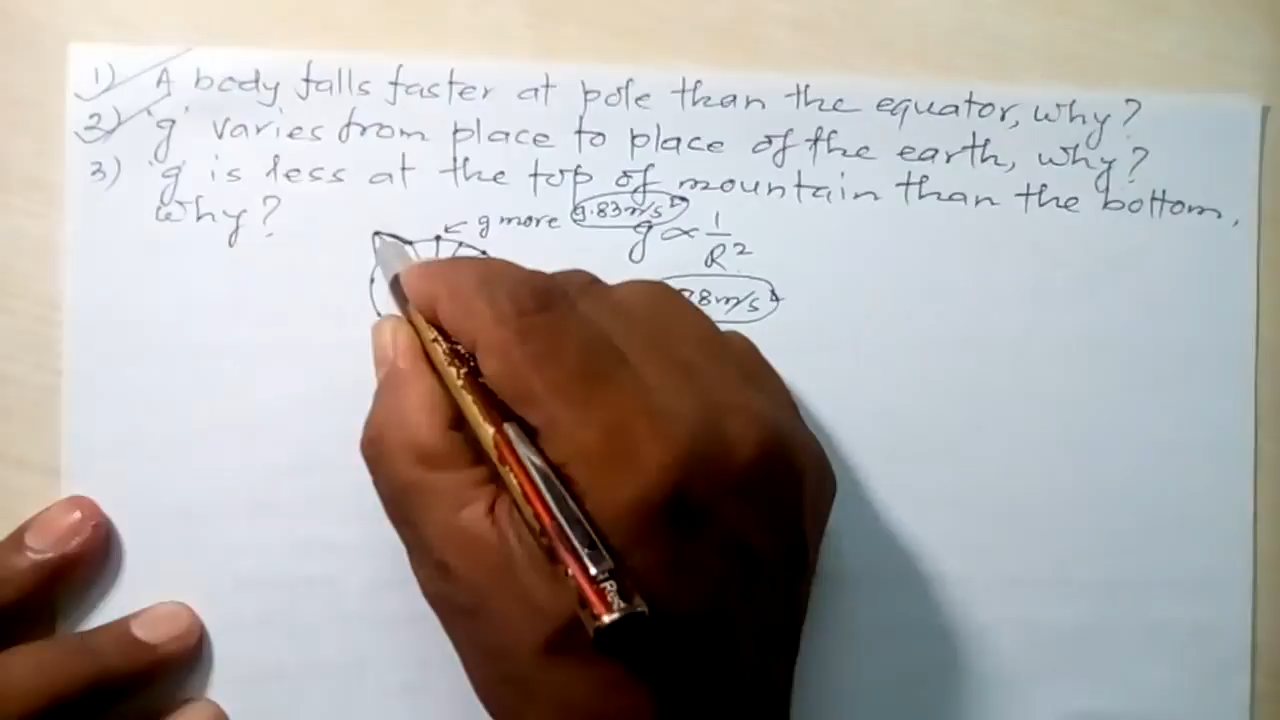 1) A body falls faster at pole than the equator, why?
2) 'g' varies from place to place of the earth, why?
3) 'g' is less at the top of mountain than the bottom,
why?
g more 9.83m/s²
g ∝ 1/R²
8m/s²